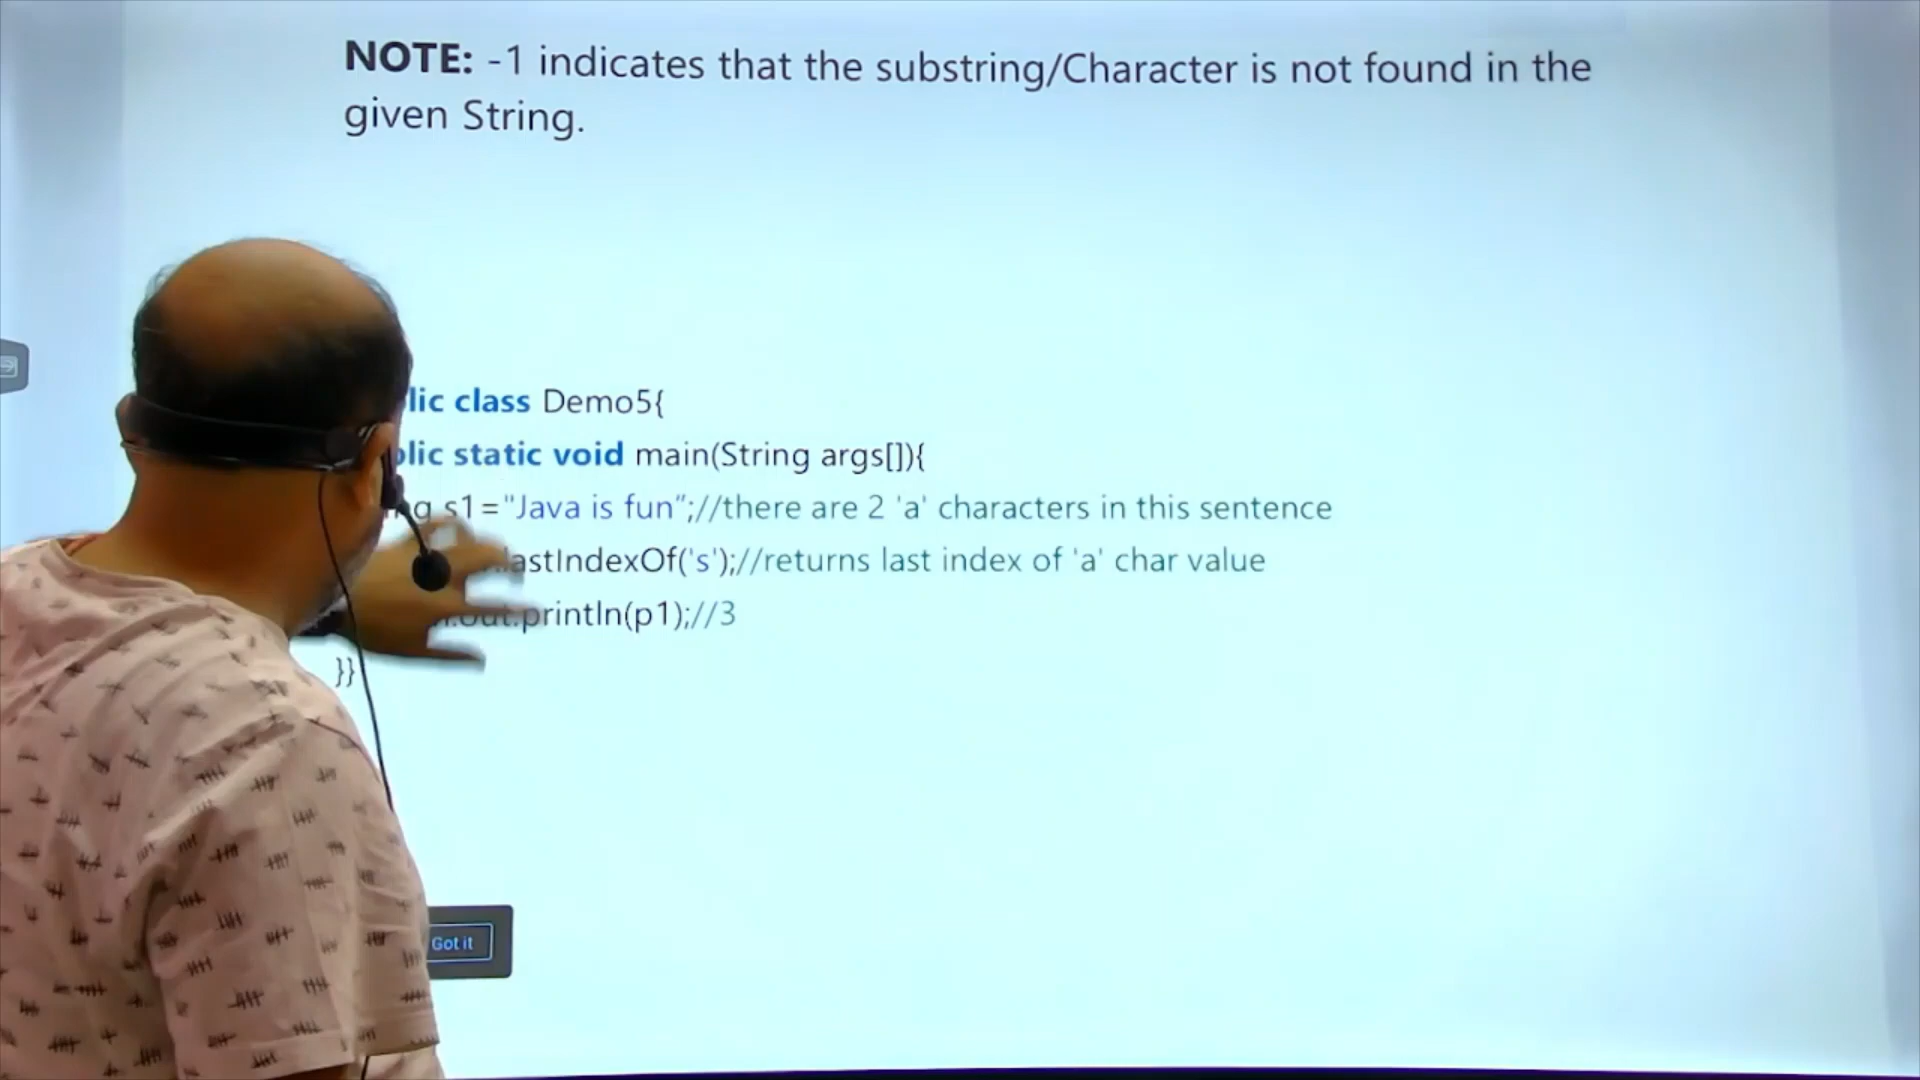 NOTE: -1 indicates that the substring/Character is not found in the
given String.
lic class Demo5{
lic static void main(String args[]){
s1="Java is fun";//there are 2 'a' characters in this sentence
lastIndexOf('s');//returns last index of 'a' char value
.out.println(p1);//3
}}
Got it